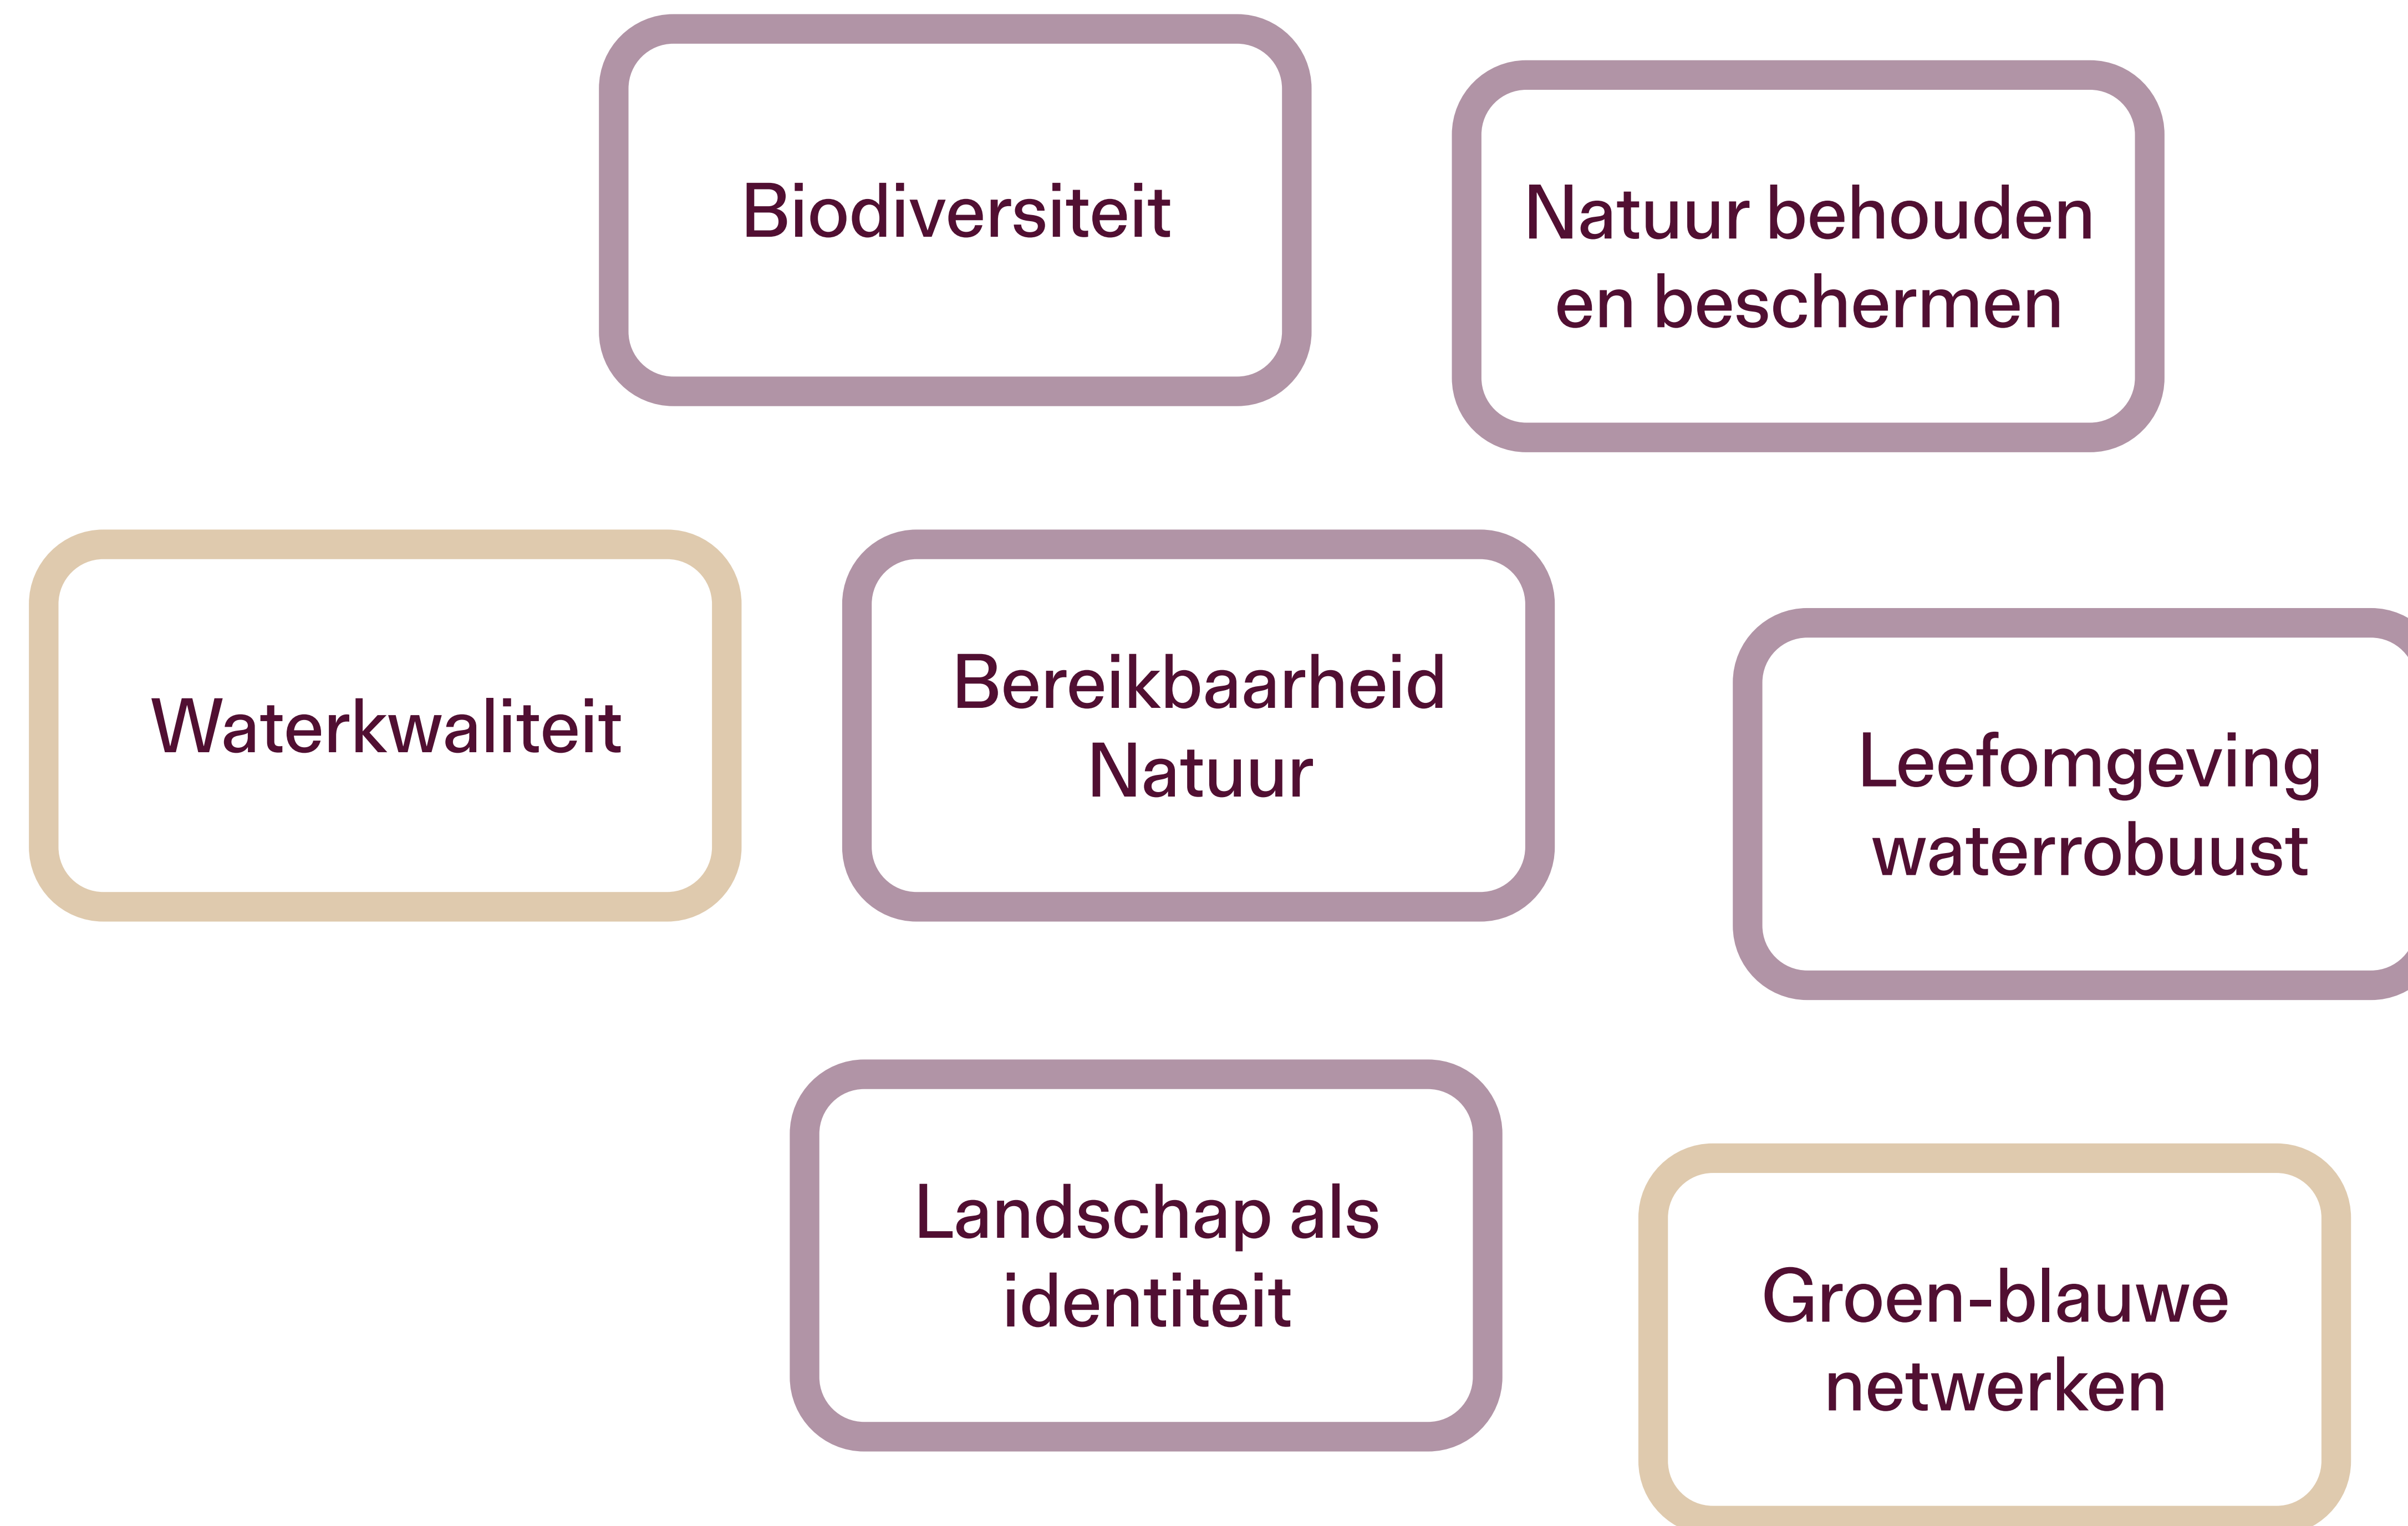 Biodiversiteit
Natuur behouden
en beschermen
Waterkwaliteit
Bereikbaarheid
Natuur
Leefomgeving
waterrobuust
Landschap als
identiteit
Groen-blauwe
netwerken